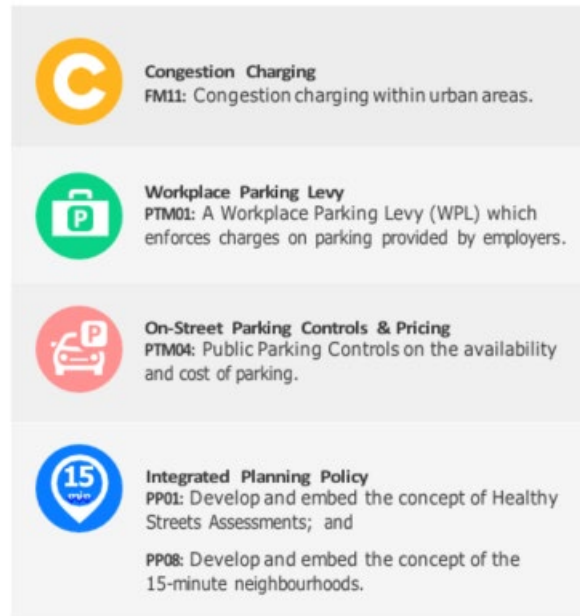 C
Congestion Charging
FM11: Congestion charging within urban areas.
P
Workplace Parking Levy
PTM01: A Workplace Parking Levy (WPL) which
enforces charges on parking provided by employers.
P
On-Street Parking Controls & Pricing
PTM04: Public Parking Controls on the availability
and cost of parking.
15
min
Integrated Planning Policy
PP01: Develop and embed the concept of Healthy
Streets Assessments; and
PP08: Develop and embed the concept of the
15-minute neighbourhoods.